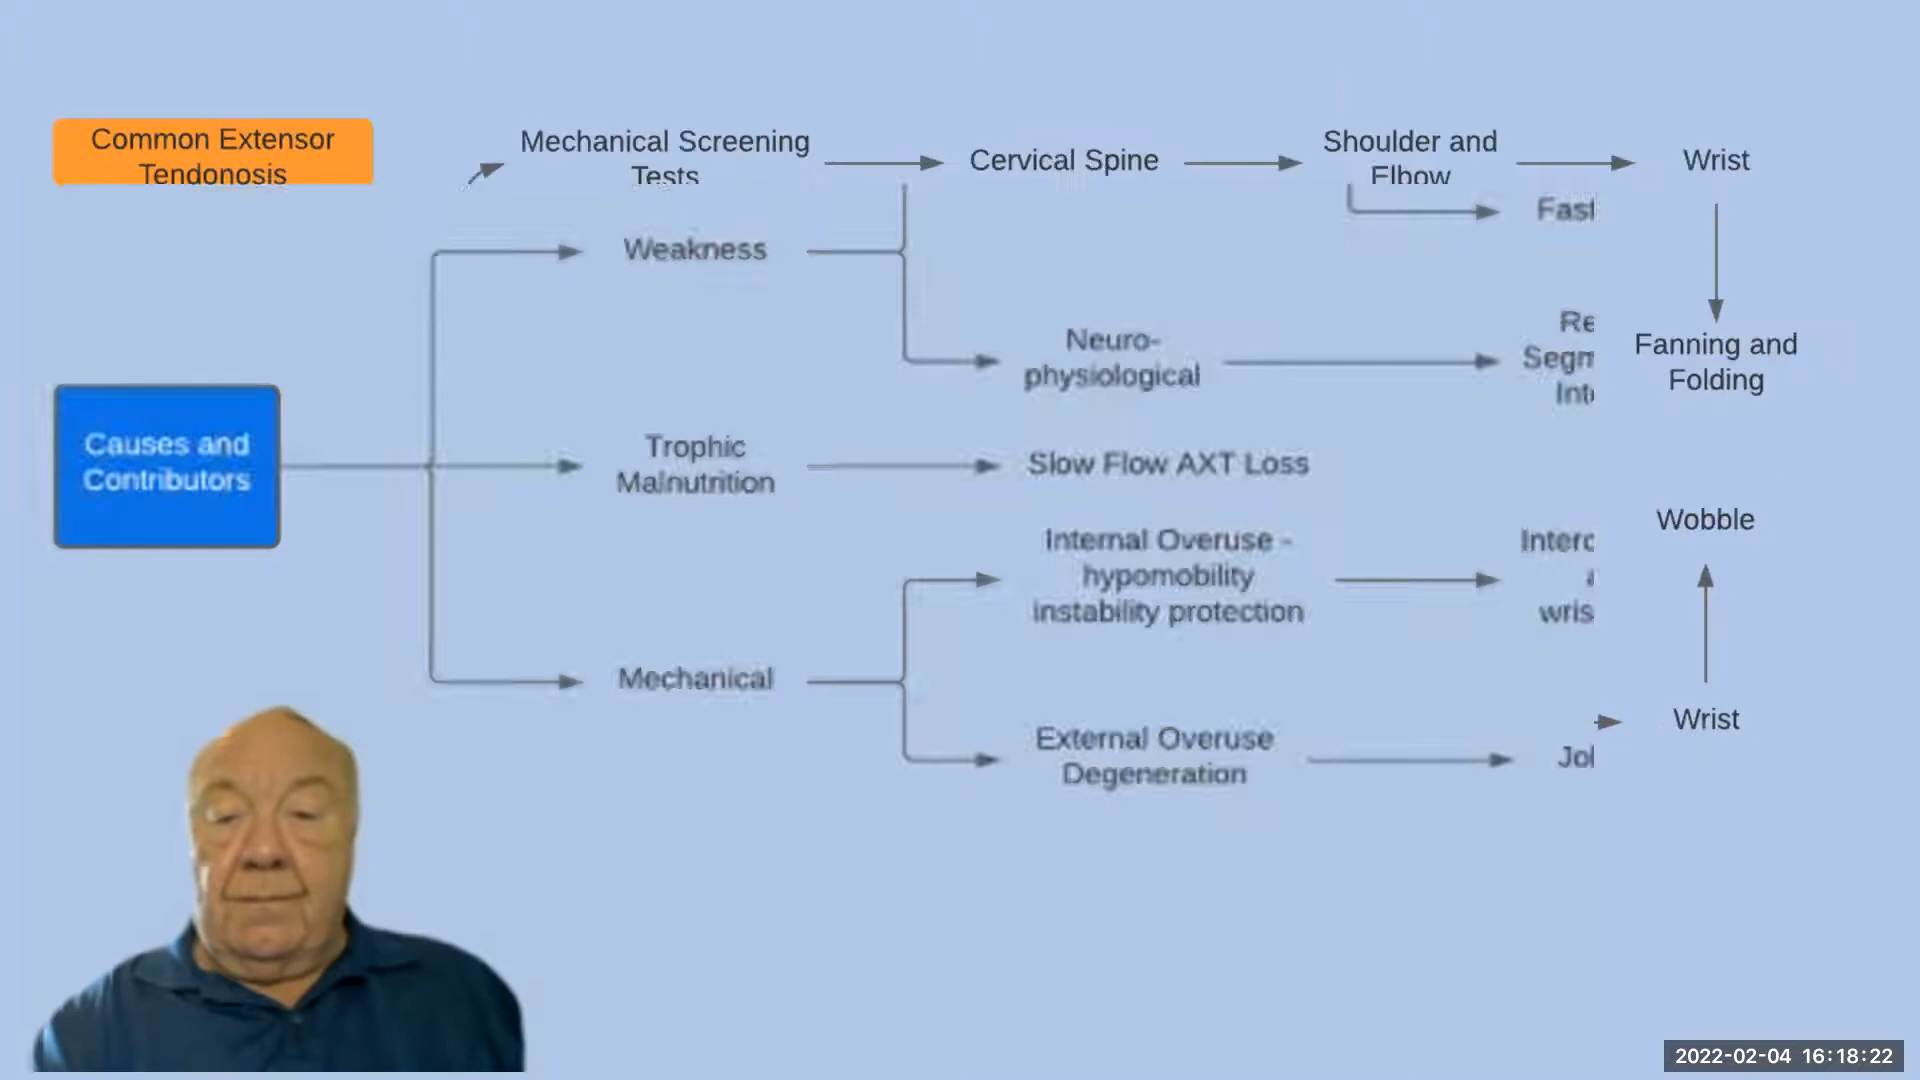 Common Extensor
Tendonosis
Mechanical Screening
Tests
Cervical Spine
Shoulder and
Elbow
Wrist
Weakness
Neuro-
physiological
Fanning and
Folding
Causes and
Contributors
Trophic
Malnutrition
Slow Flow AXT Loss
Internal Overuse -
hypomobility
instability protection
Wobble
Mechanical
External Overuse
Degeneration
Wrist
2022-02-04 16:18:22